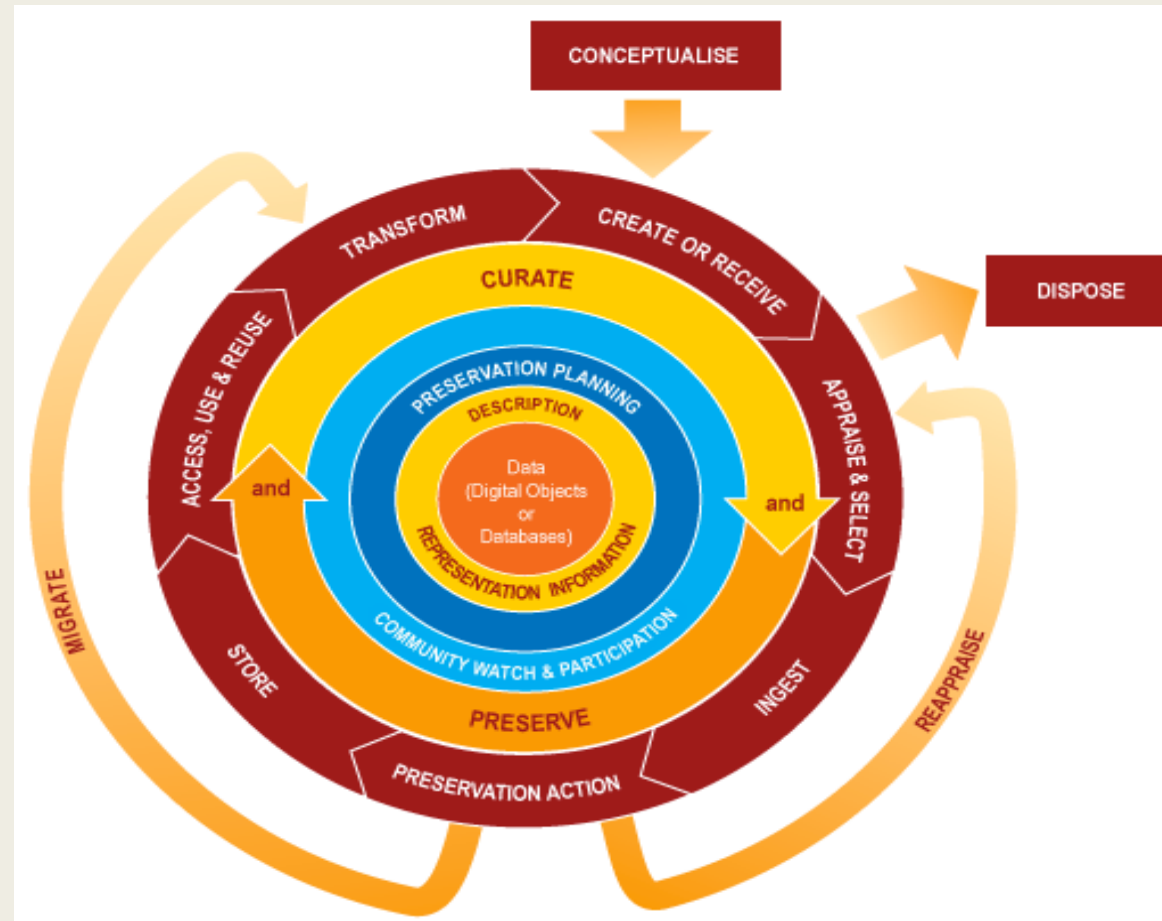 CONCEPTUALISE
TRANSFORM
CREATE OR RECEIVE
DISPOSE
APPRAISE & SELECT
INGEST
PRESERVATION ACTION
STORE
ACCESS, USE & REUSE
CURATE
and
PRESERVE
and
COMMUNITY WATCH & PARTICIPATION
PRESERVATION PLANNING
DESCRIPTION
REPRESENTATION INFORMATION
Data
(Digital Objects
or
Databases)
MIGRATE
REAPPRAISE